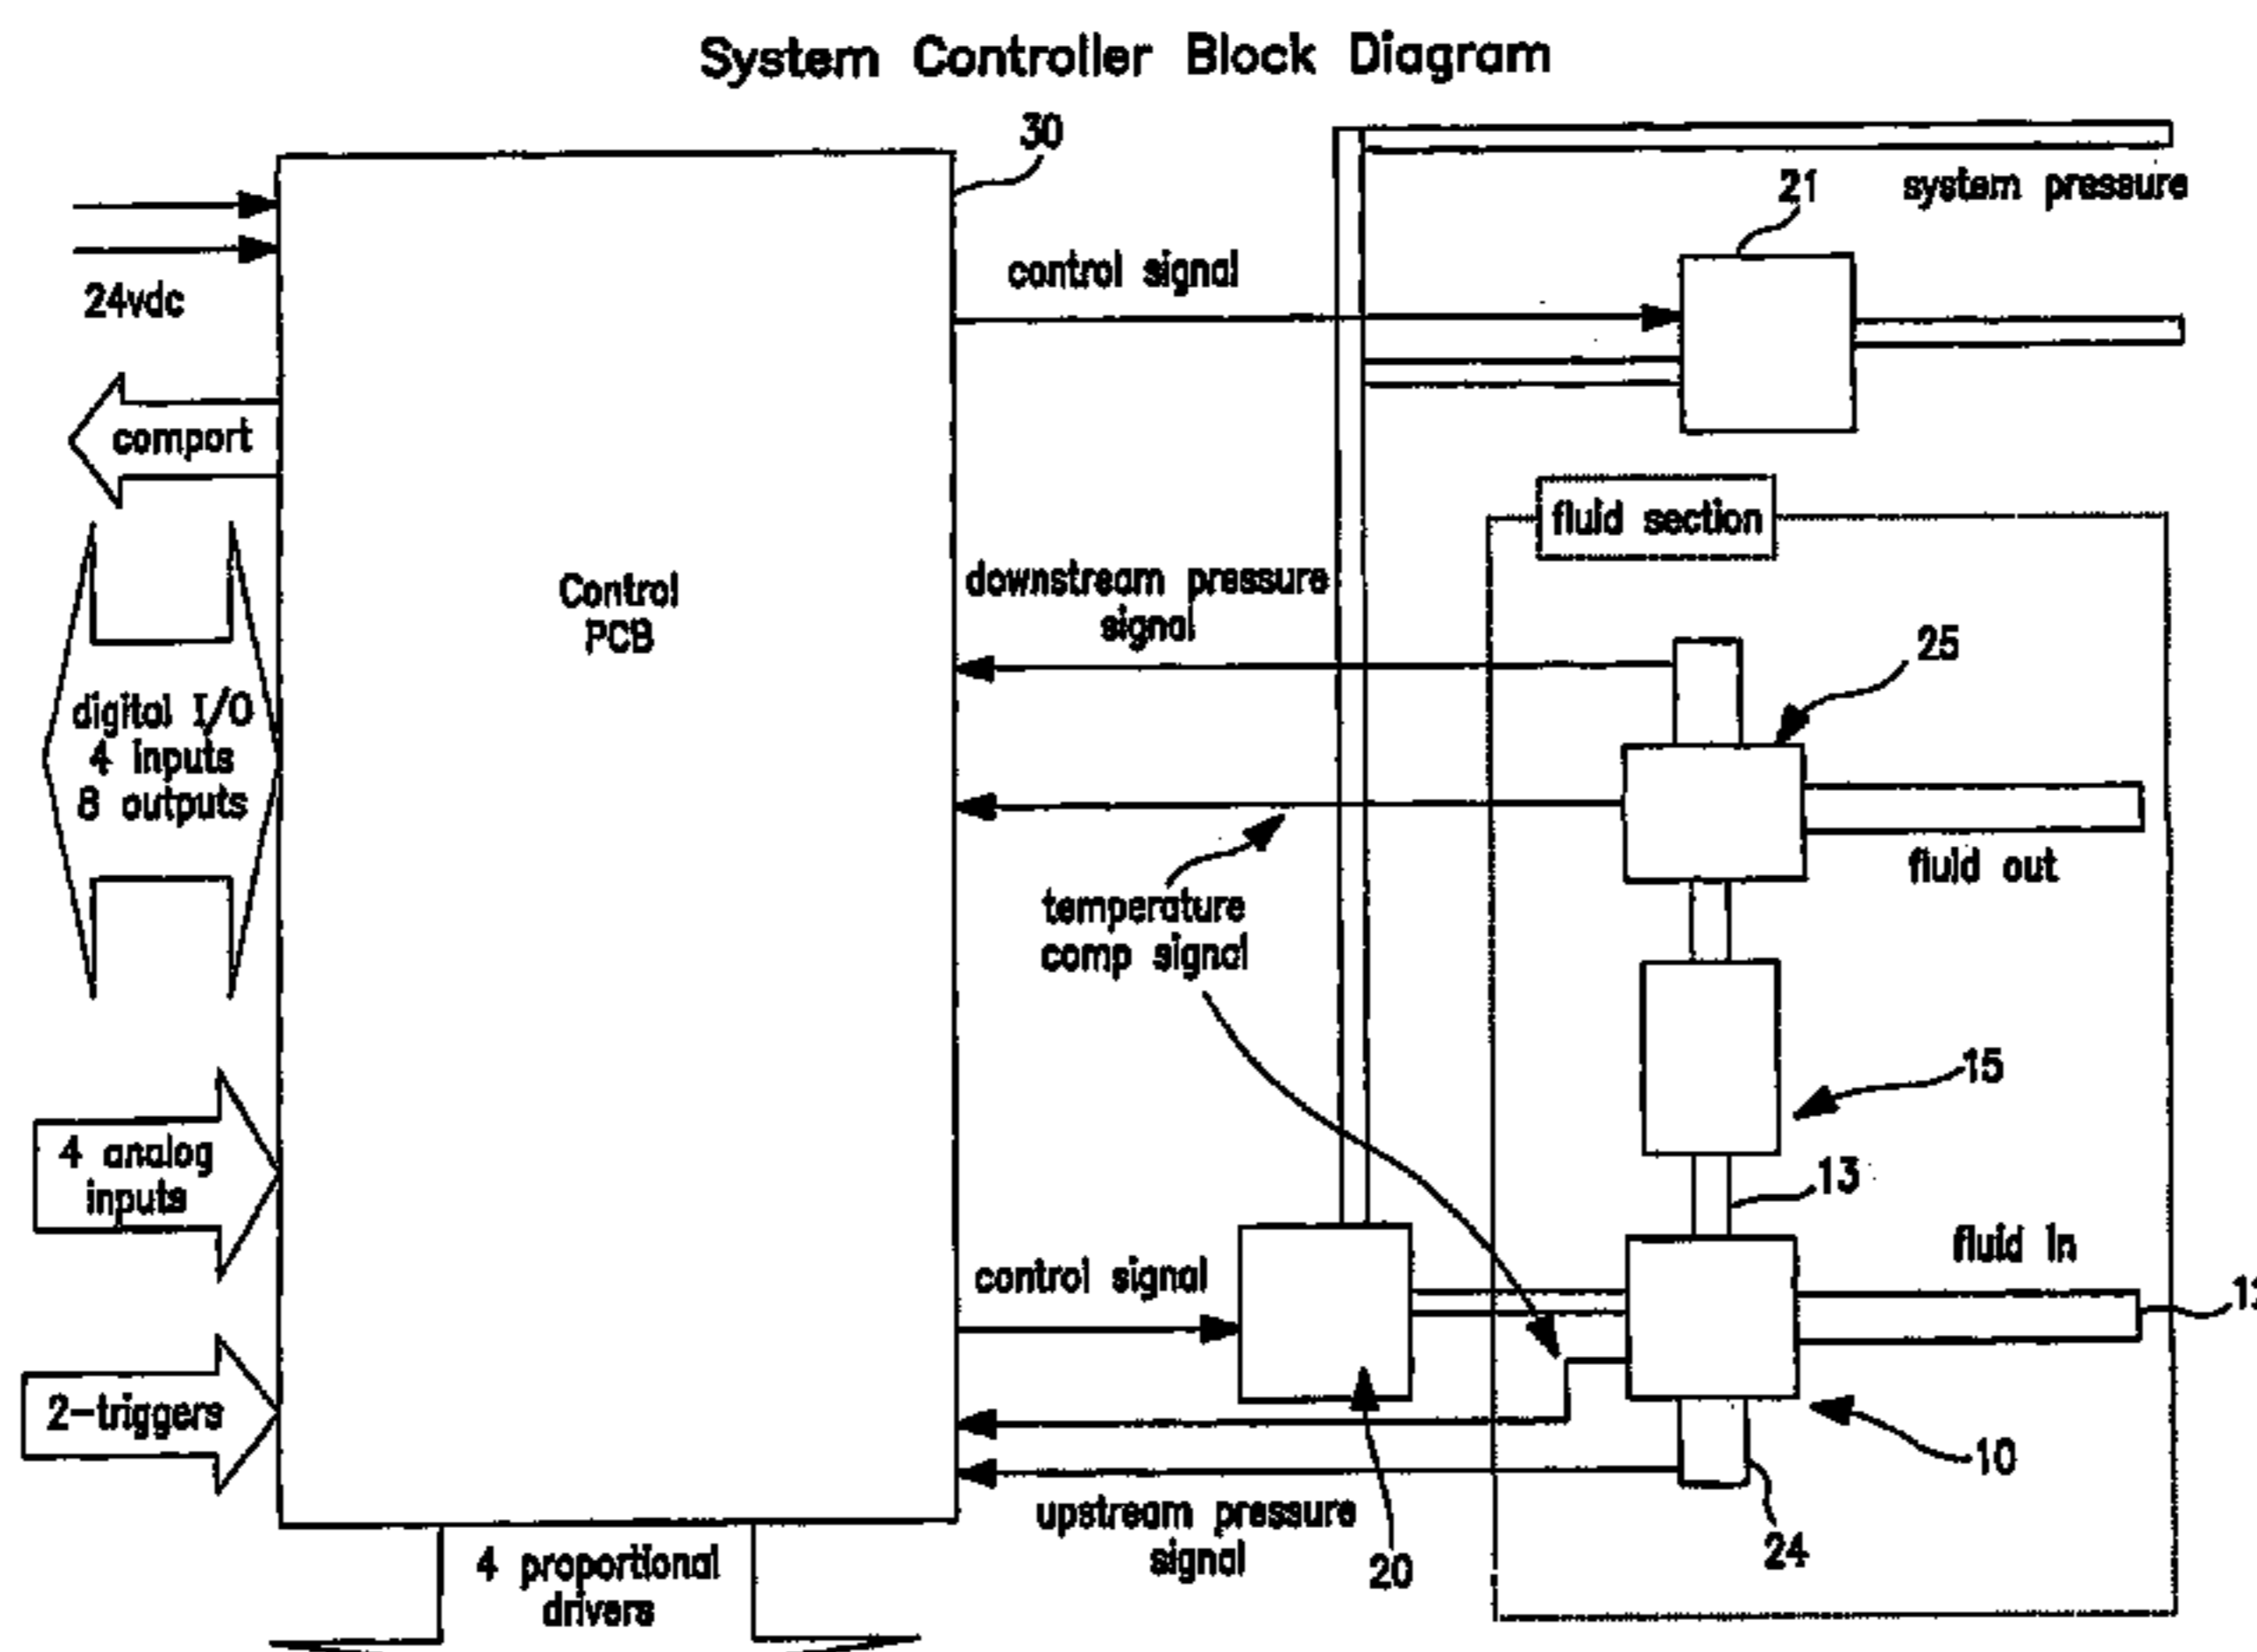 System Controller Block Diagram
30
system pressure
21
control signal
24vdc
comport
fluid section
downstream pressure
signal
Control
PCB
25
digital I/O
4 inputs
8 outputs
fluid out
temperature
comp signal
15
4 analog
inputs
13
fluid in
control signal
2-triggers
10
upstream pressure
signal
24
20
4 proportional
drivers